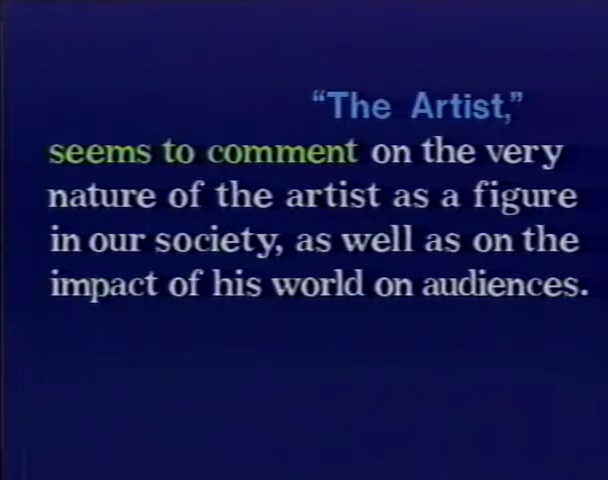 “The Artist,”
seems to comment on the very
nature of the artist as a figure
in our society, as well as on the
impact of his world on audiences.